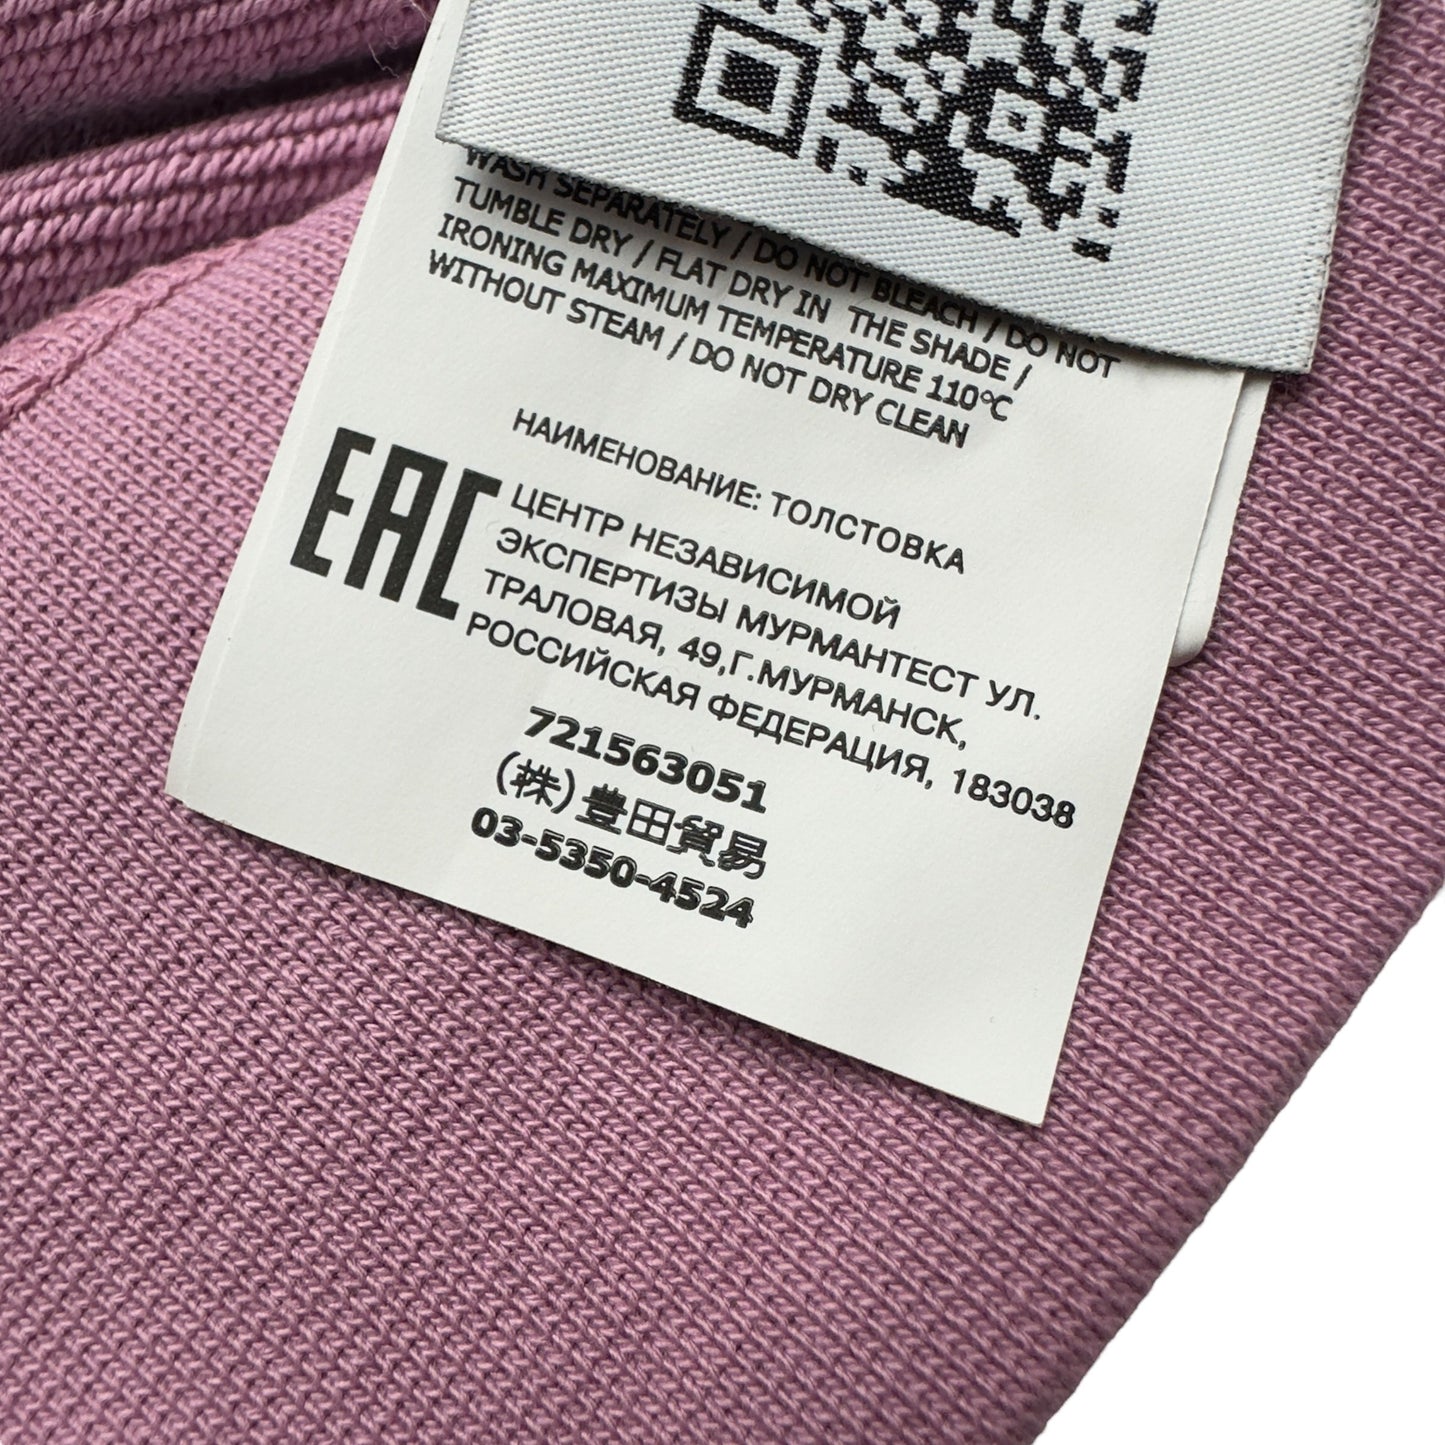 WASH SEPARATELY / DO NOT BLEACH / DO NOT
TUMBLE DRY / FLAT DRY IN THE SHADE /
IRONING MAXIMUM TEMPERATURE 110°C
WITHOUT STEAM / DO NOT DRY CLEAN
НАИМЕНОВАНИЕ: ТОЛСТОВКА
EAC
ЦЕНТР НЕЗАВИСИМОЙ
ЭКСПЕРТИЗЫ МУРМАНТЕСТ УЛ.
ТРАЛОВАЯ, 49,Г.МУРМАНСК,
РОССИЙСКАЯ ФЕДЕРАЦИЯ, 183038
721563051
(株)豊田貿易
03-5350-4524